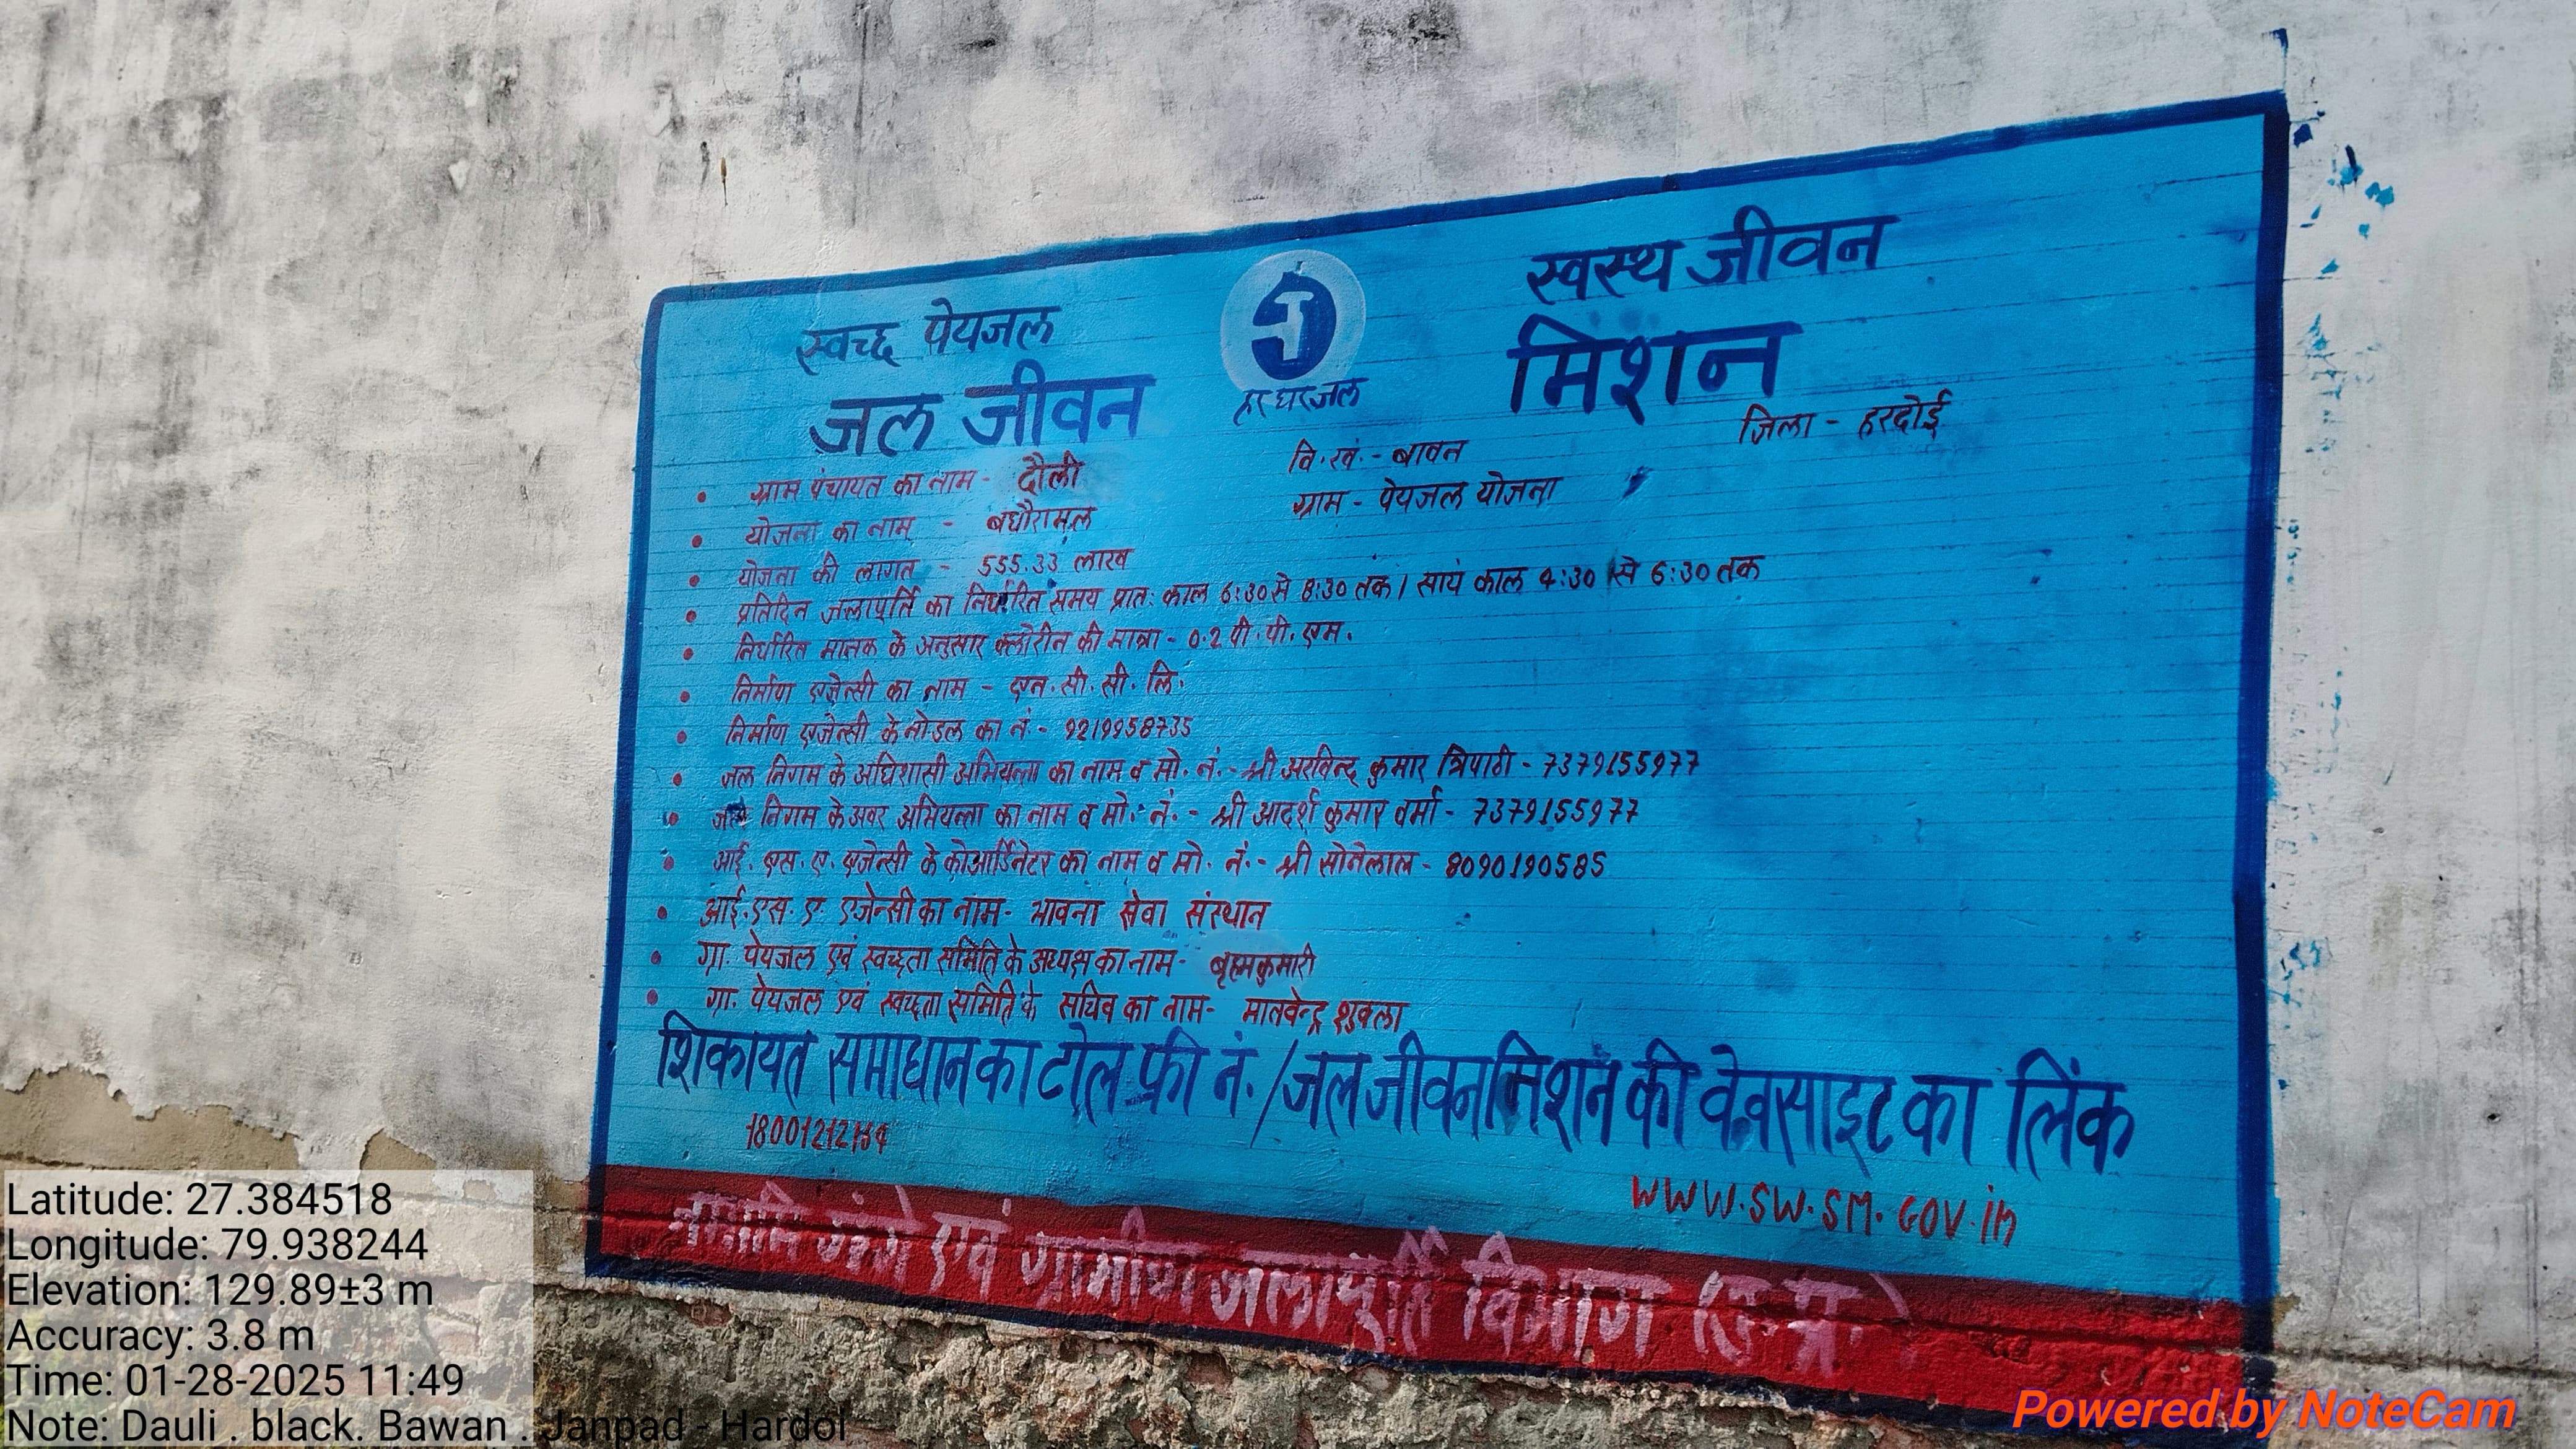 स्वच्छ पेयजल
स्वस्थ जीवन
जल जीवन
मिशन
हर घर जल
वि.खं.- बावन
जिला - हरदोई
• ग्राम पंचायत का नाम - दौली
ग्राम - पेयजल योजना
• योजना का नाम - बघौरामल
• योजना की लागत - 555.33 लाख
• प्रतिदिन जलापूर्ति का निर्धारित समय प्रात: काल 6:30 से 8:30 तक / सायं काल 4:30 से 6:30 तक
• निर्धारित मानक के अनुसार क्लोरीन की मात्रा - 0.2 पी.पी.एम.
• निर्माण एजेन्सी का नाम - एन.सी.सी.लि.
• निर्माण एजेन्सी के नोडल का नं.- 9219958735
• जल निगम के अधिशासी अभियन्ता का नाम व मो. नं. - श्री अरविन्द कुमार त्रिपाठी - 7379155977
• जल निगम के अवर अभियन्ता का नाम व मो. नं. - श्री आदर्श कुमार वर्मा - 7379155977
• आई. एस. ए. एजेन्सी के कोआर्डिनेटर का नाम व मो. नं.- श्री सोनेलाल - 8090190585
• आई.एस. ए. एजेन्सी का नाम- भावना सेवा संस्थान
• ग्रा. पेयजल एवं स्वच्छता समिति के अध्यक्ष का नाम- बृह्मकुमारी
• ग्रा. पेयजल एवं स्वच्छता समिति के सचिव का नाम- मानवेन्द्र शुक्ला
शिकायत समाधान का टोल फ्री नं./जल जीवन मिशन की वेबसाइट का लिंक
WWW.SW.SM.GOV.in
नमामि गंगे एवं ग्रामीण जलापूर्ति विभाग (उ.प्र.)
Latitude: 27.384518
Longitude: 79.938244
Elevation: 129.89±3 m
Accuracy: 3.8 m
Time: 01-28-2025 11:49
Note: Dauli . black. Bawan . Janpad - Hardoi
Powered by NoteCam